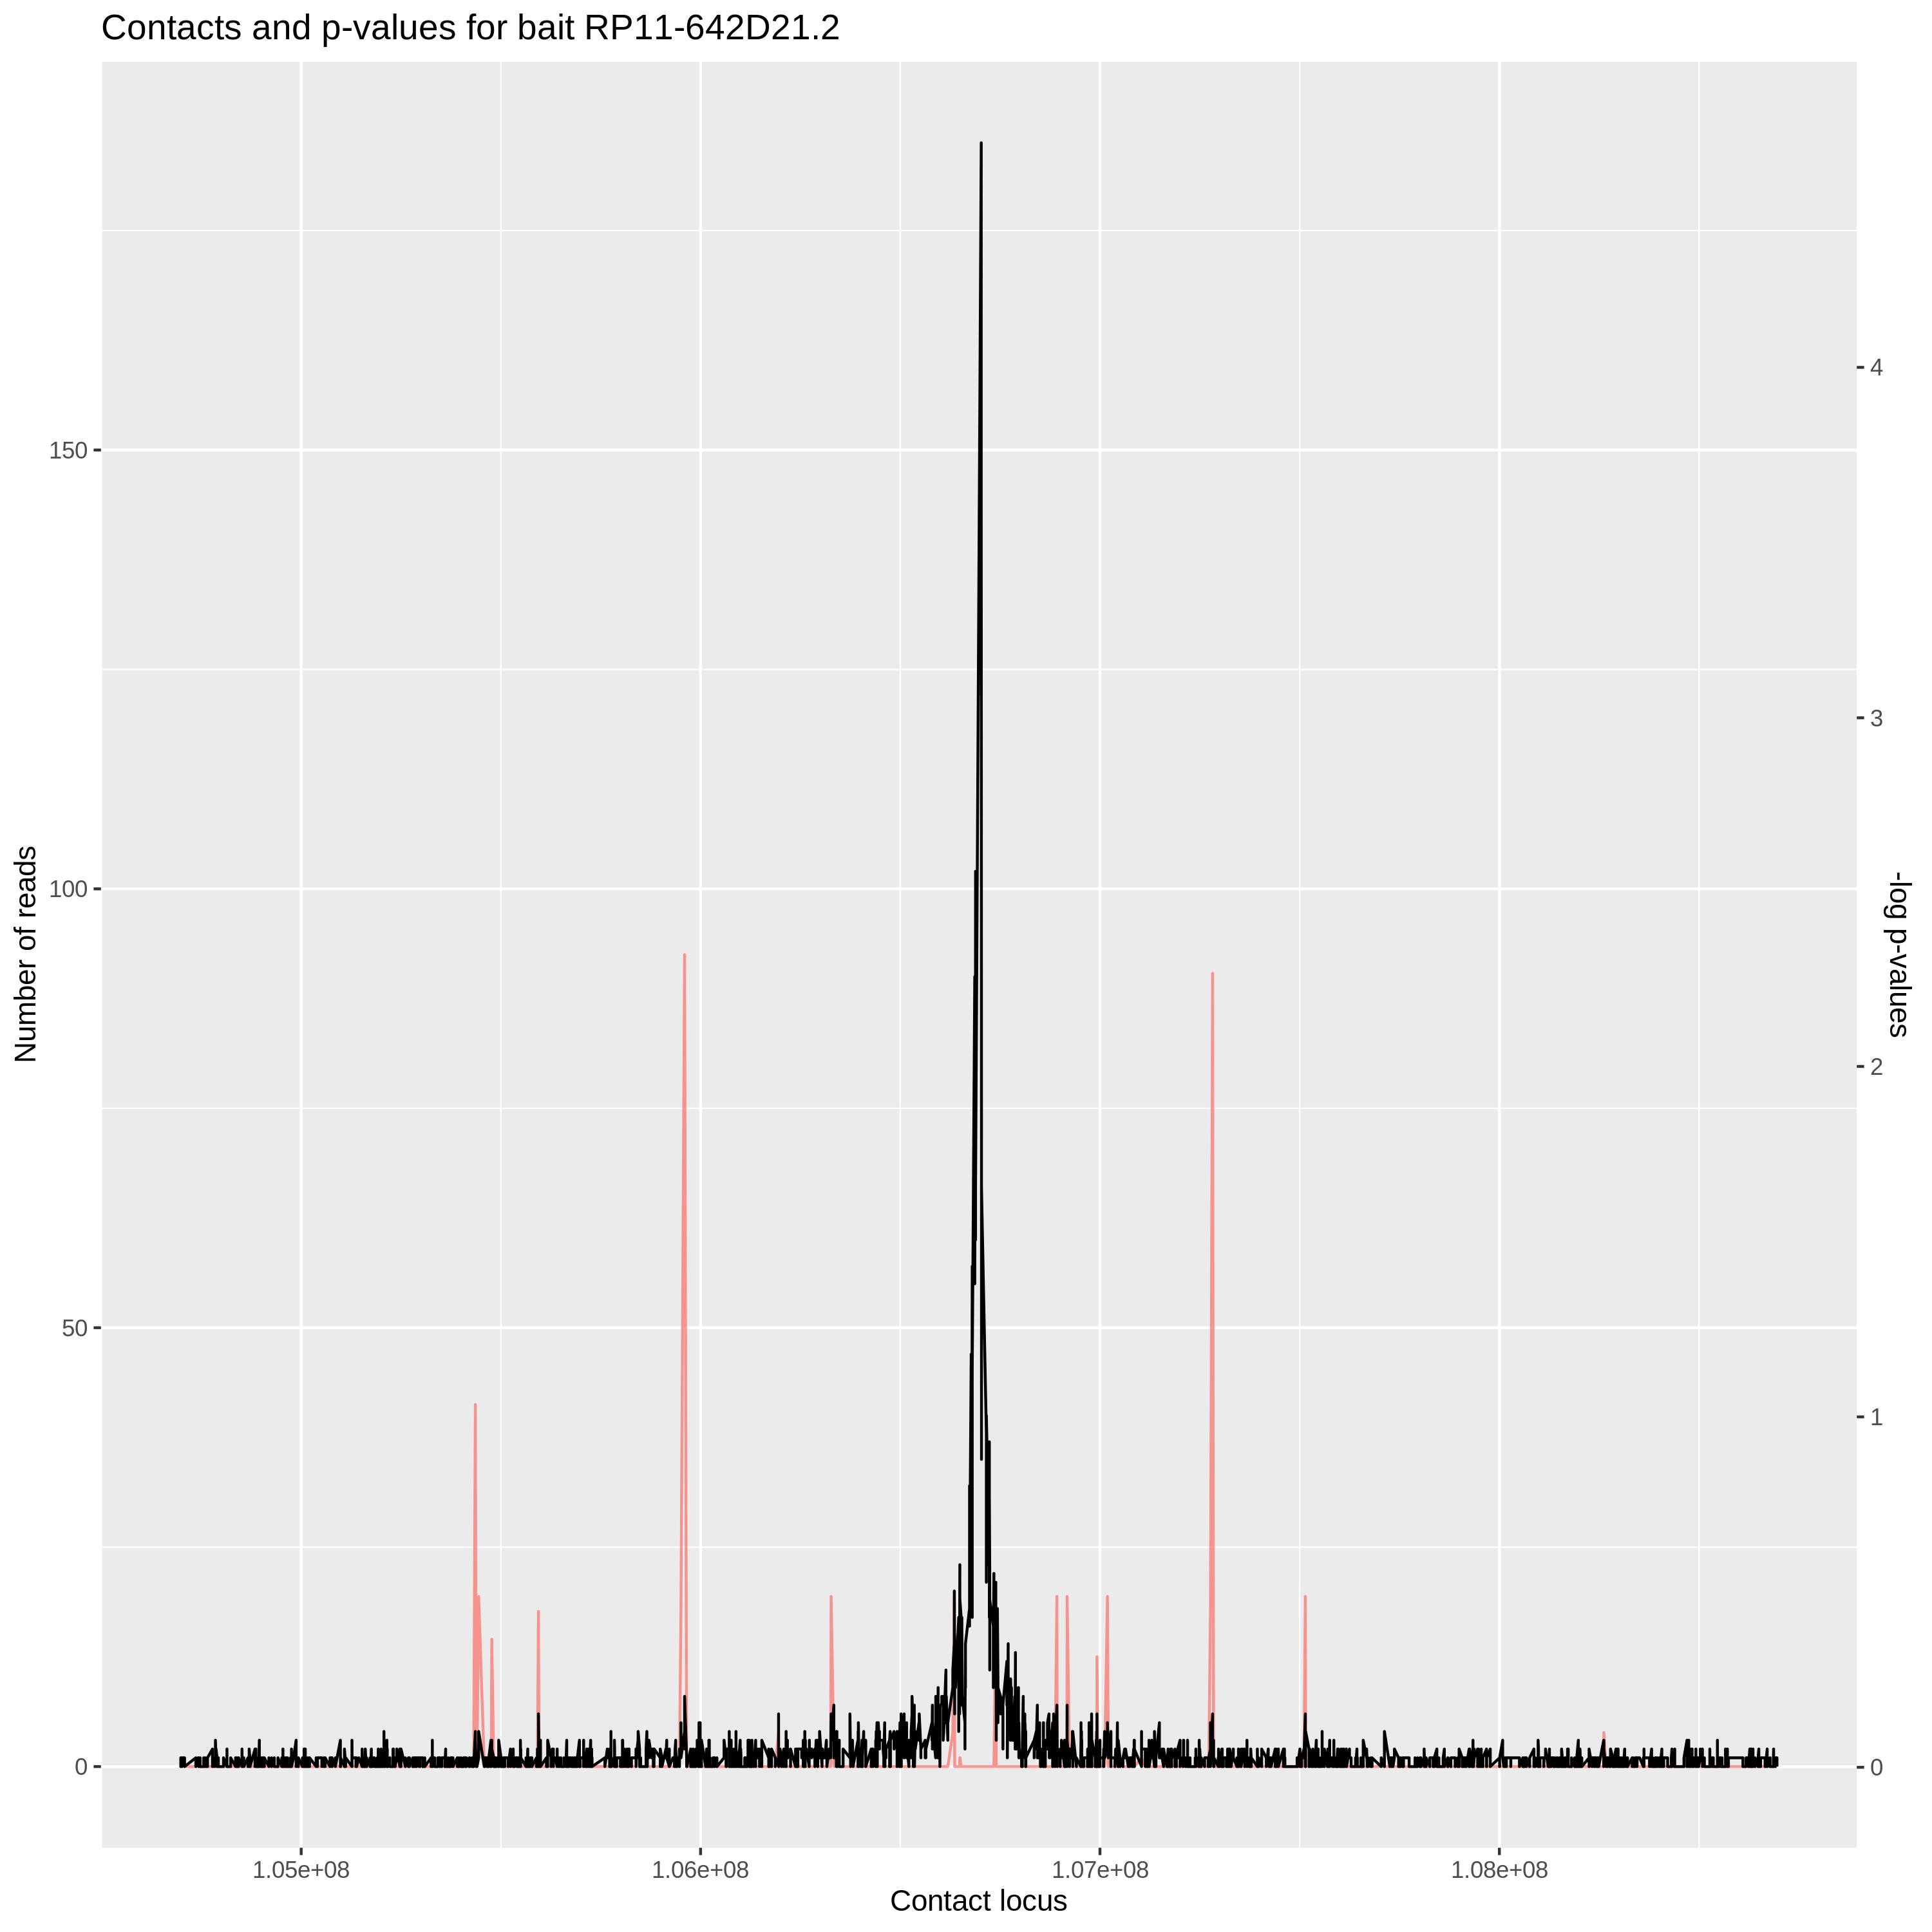 Contacts and p-values for bait RP11-642D21.2
Number of reads
150
100
50
0
4
3
2
1
0
-log p-values
1.05e+08 1.06e+08 1.07e+08 1.08e+08
Contact locus